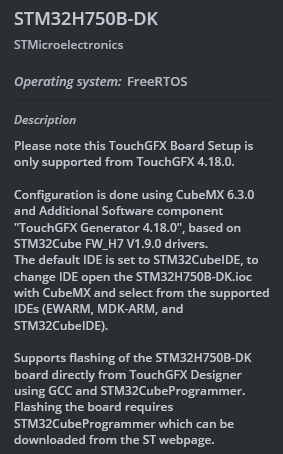 STM32H750B-DK
STMicroelectronics
Operating system: FreeRTOS
Description
Please note this TouchGFX Board Setup is
only supported from TouchGFX 4.18.0.
Configuration is done using CubeMX 6.3.0
and Additional Software component
"TouchGFX Generator 4.18.0", based on
STM32Cube FW_H7 V1.9.0 drivers.
The default IDE is set to STM32CubeIDE, to
change IDE open the STM32H750B-DK.ioc
with CubeMX and select from the supported
IDEs (EWARM, MDK-ARM, and
STM32CubeIDE).
Supports flashing of the STM32H750B-DK
board directly from TouchGFX Designer
using GCC and STM32CubeProgrammer.
Flashing the board requires
STM32CubeProgrammer which can be
downloaded from the ST webpage.